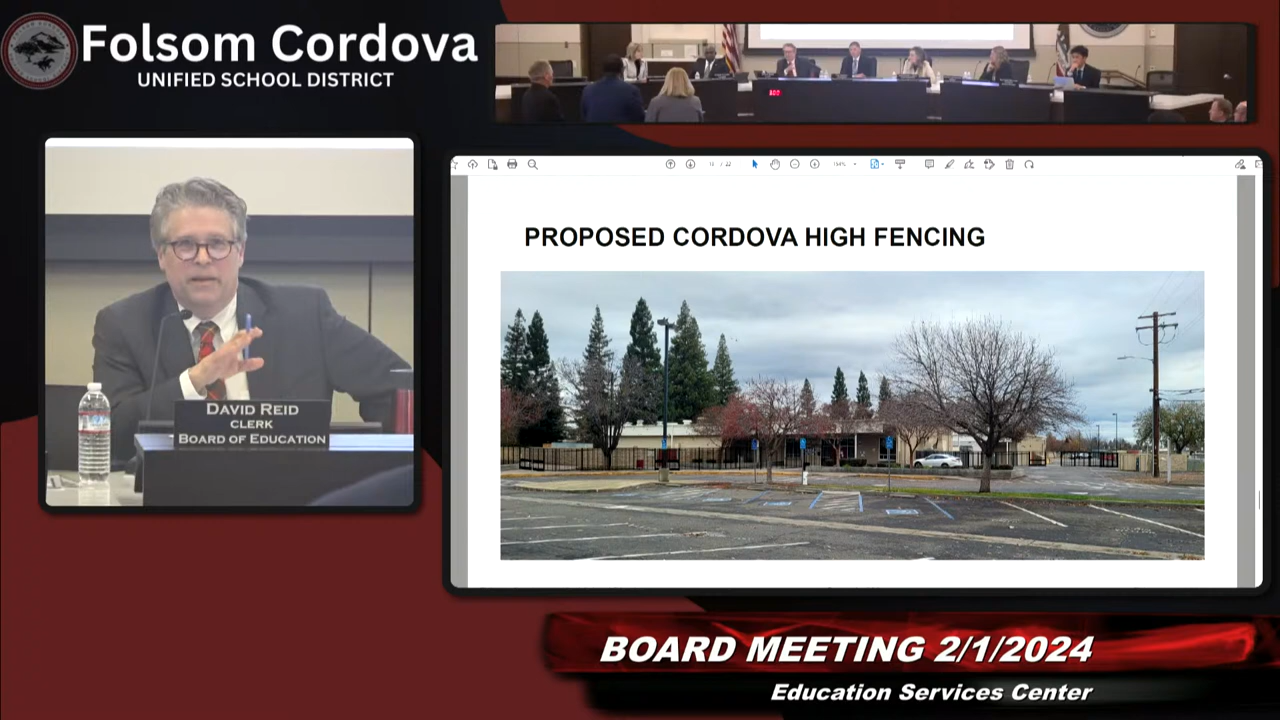 Folsom Cordova
UNIFIED SCHOOL DISTRICT
PROPOSED CORDOVA HIGH FENCING
DAVID REID
CLERK
BOARD OF EDUCATION
BOARD MEETING 2/1/2024
Education Services Center